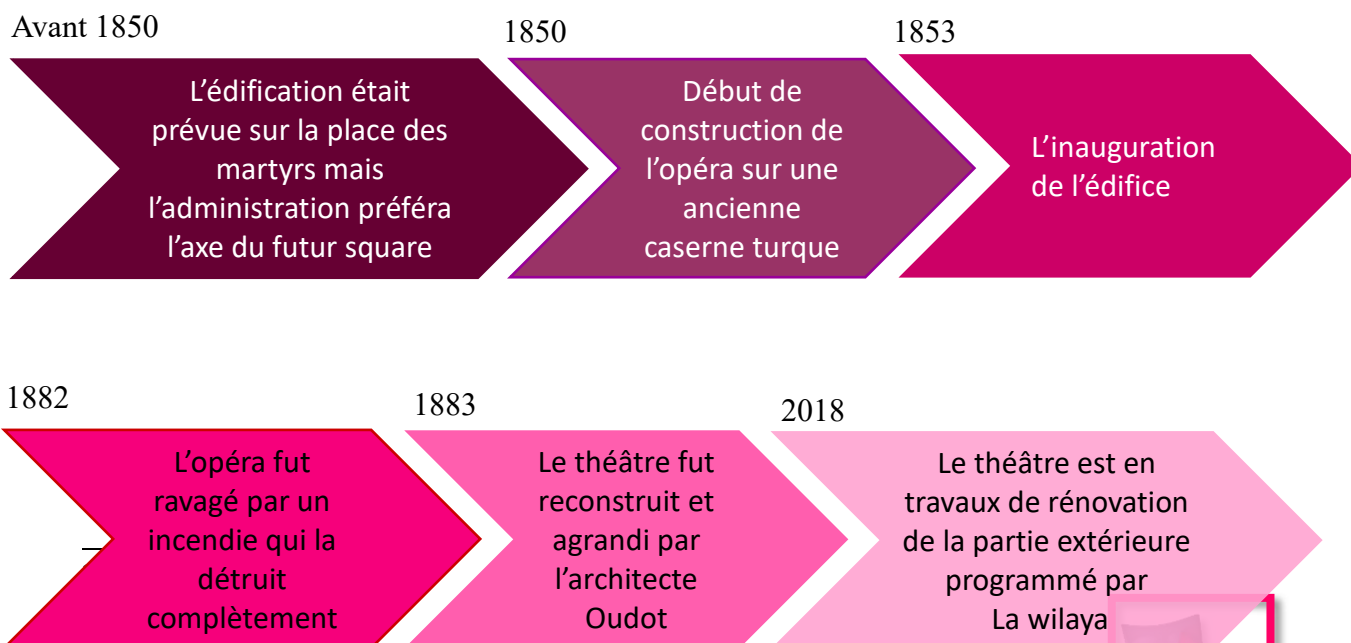 Avant 1850
L'édification était
prévue sur la place des
martyrs mais
l'administration préféra
l'axe du futur square
1850
Début de
construction de
l'opéra sur une
ancienne
caserne turque
1853
L'inauguration
de l'édifice
1882
L'opéra fut
ravagé par un
incendie qui la
détruit
complètement
1883
Le théâtre fut
reconstruit et
agrandi par
l'architecte
Oudot
2018
Le théâtre est en
travaux de rénovation
de la partie extérieure
programmé par
La wilaya